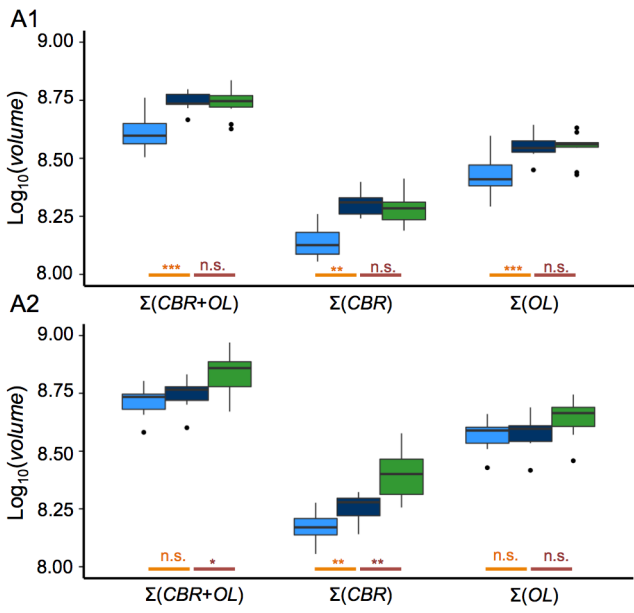 A1
9.00
8.75
8.50
8.25
8.00
Log10(volume)
*** n.s. ** n.s. *** n.s.
Σ(CBR+OL) Σ(CBR) Σ(OL)
A2
9.00
8.75
8.50
8.25
8.00
Log10(volume)
n.s. * ** ** n.s. n.s.
Σ(CBR+OL) Σ(CBR) Σ(OL)